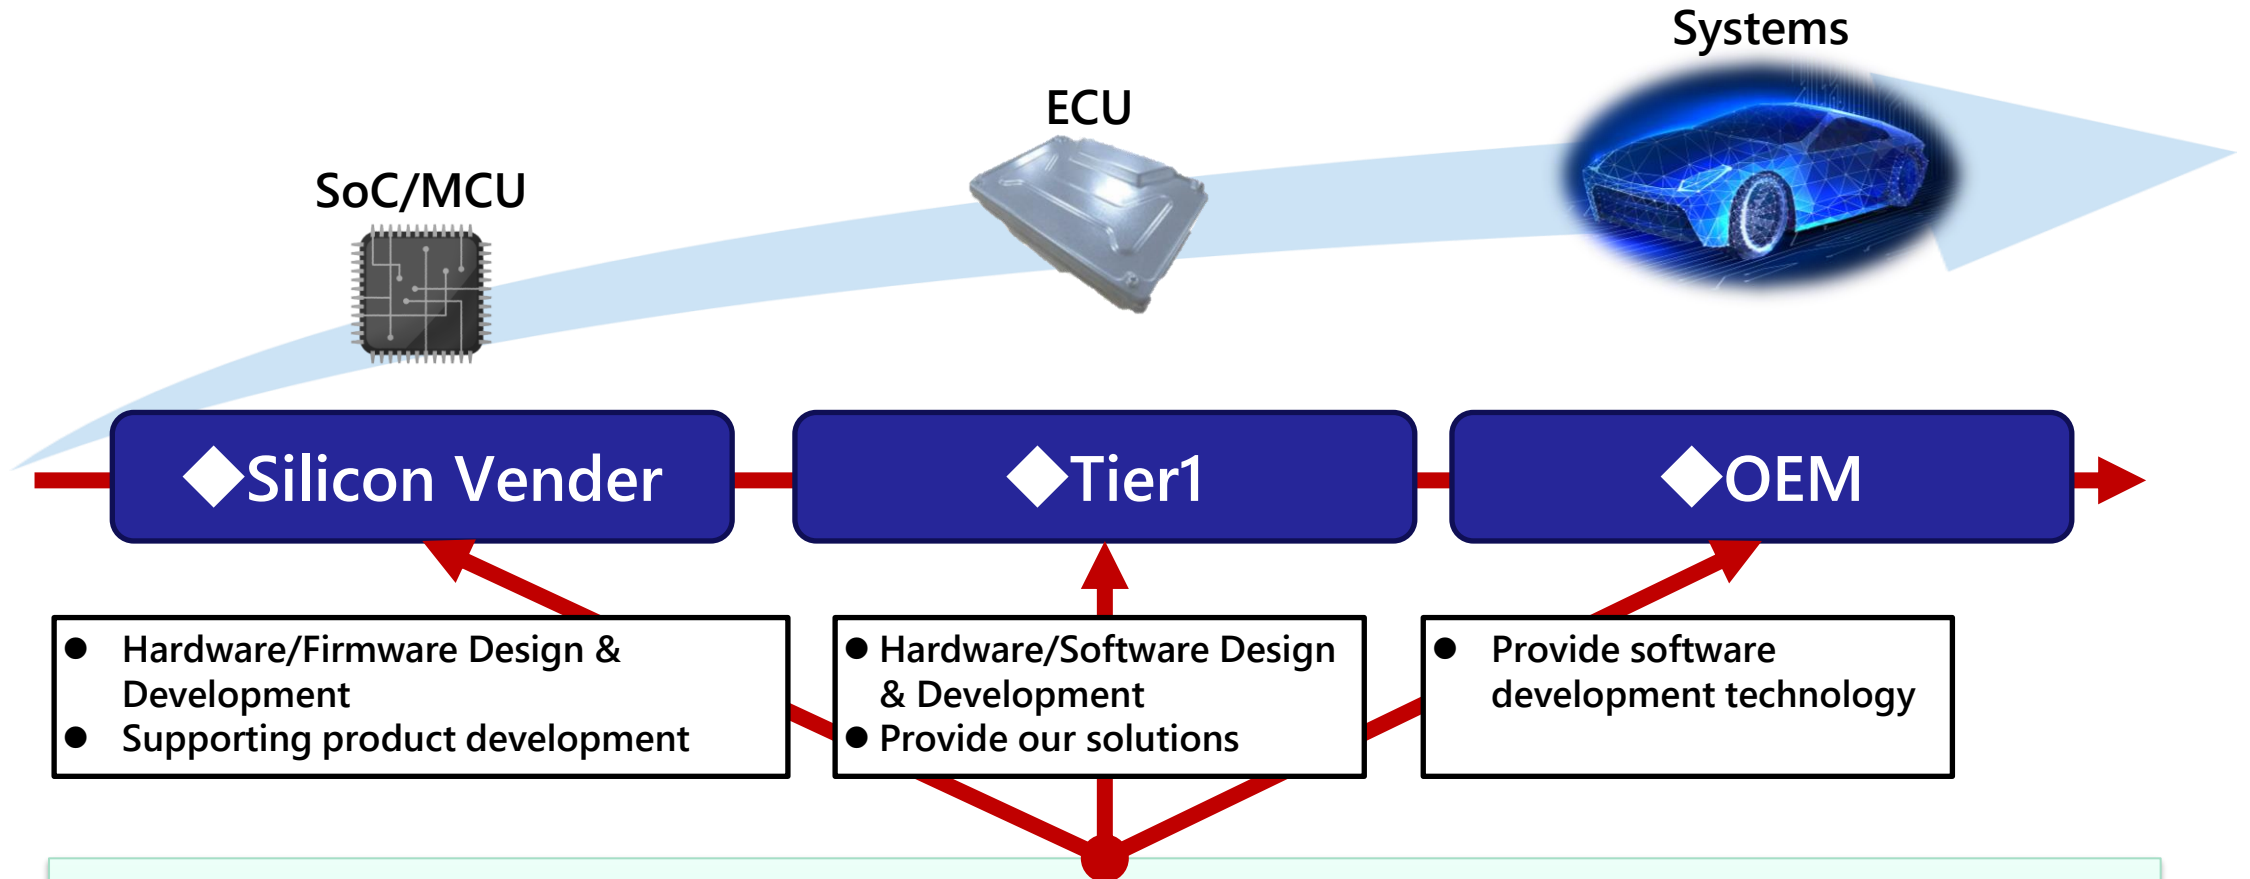 Systems
ECU
SoC/MCU
◆Silicon Vender
◆Tier1
◆OEM
● Hardware/Firmware Design &
Development
● Supporting product development
● Hardware/Software Design
& Development
● Provide our solutions
● Provide software
development technology